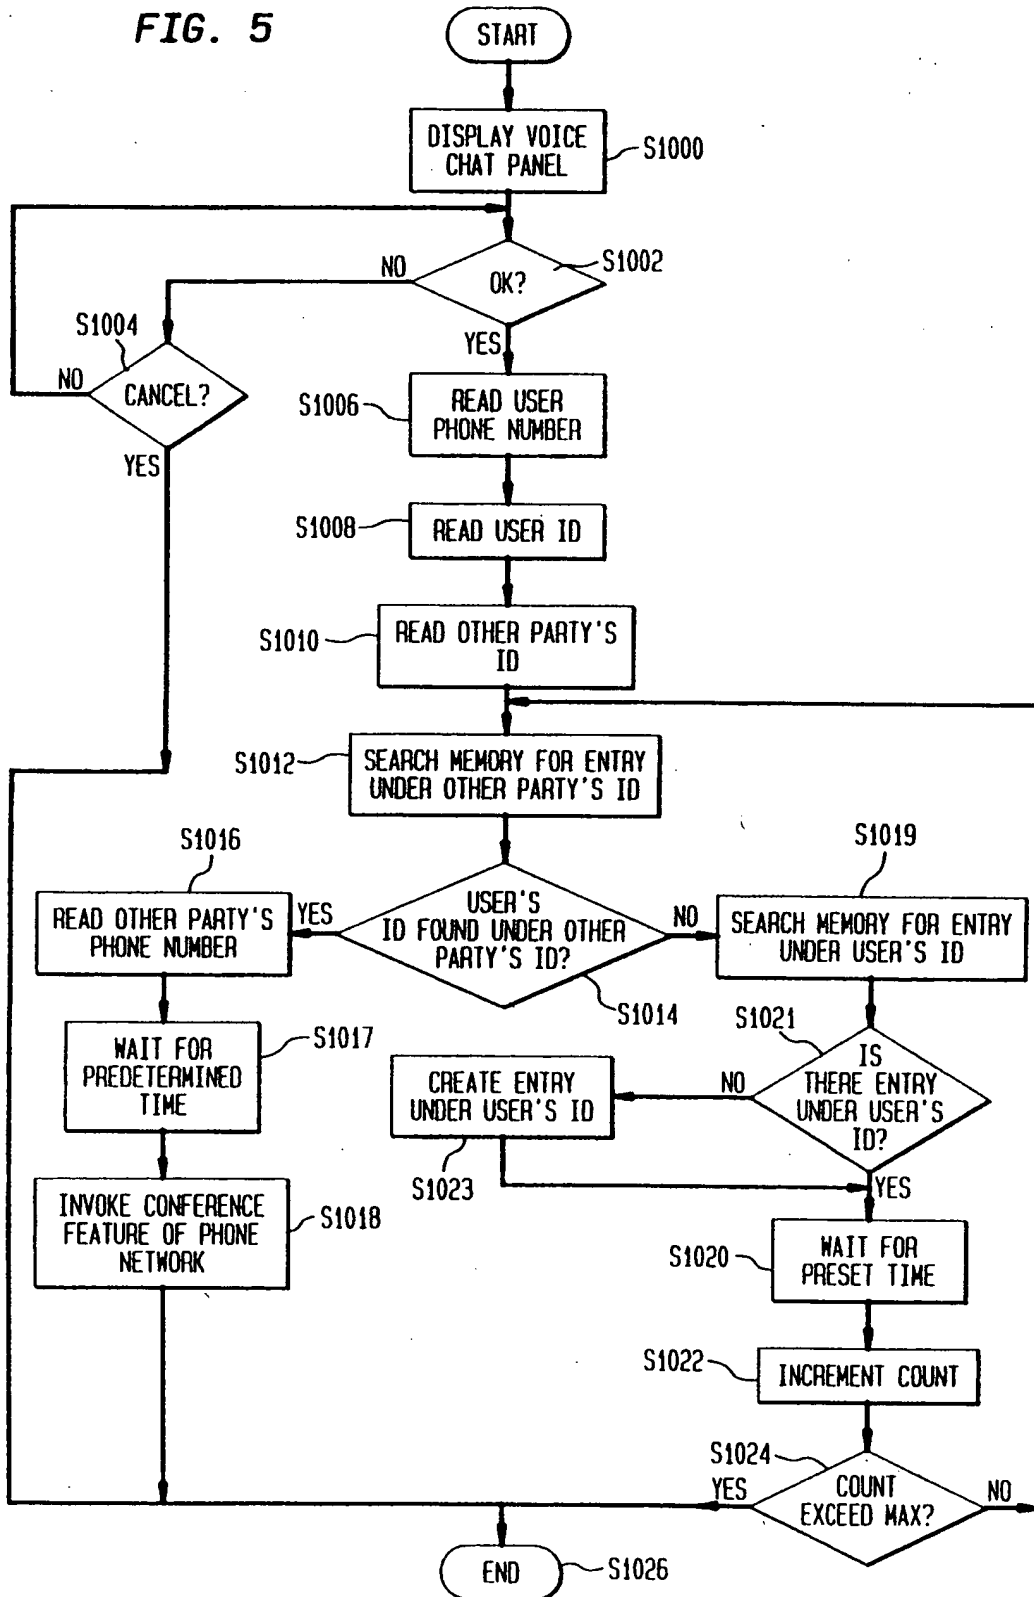 FIG. 5
START
DISPLAY VOICE
CHAT PANEL
S1000
S1002
NO
OK?
S1004
YES
NO
CANCEL?
S1006
READ USER
PHONE NUMBER
YES
S1008
READ USER ID
S1010
READ OTHER PARTY'S
ID
S1012
SEARCH MEMORY FOR ENTRY
UNDER OTHER PARTY'S ID
S1016
S1019
READ OTHER PARTY'S
PHONE NUMBER
YES
USER'S
ID FOUND UNDER OTHER
PARTY'S ID?
NO
SEARCH MEMORY FOR ENTRY
UNDER USER'S ID
S1014
S1021
WAIT FOR
PREDETERMINED
TIME
S1017
CREATE ENTRY
UNDER USER'S ID
NO
IS
THERE ENTRY
UNDER USER'S
ID?
S1023
YES
INVOKE CONFERENCE
FEATURE OF PHONE
NETWORK
S1018
S1020
WAIT FOR
PRESET TIME
S1022
INCREMENT COUNT
S1024
YES
COUNT
EXCEED MAX?
NO
END
S1026